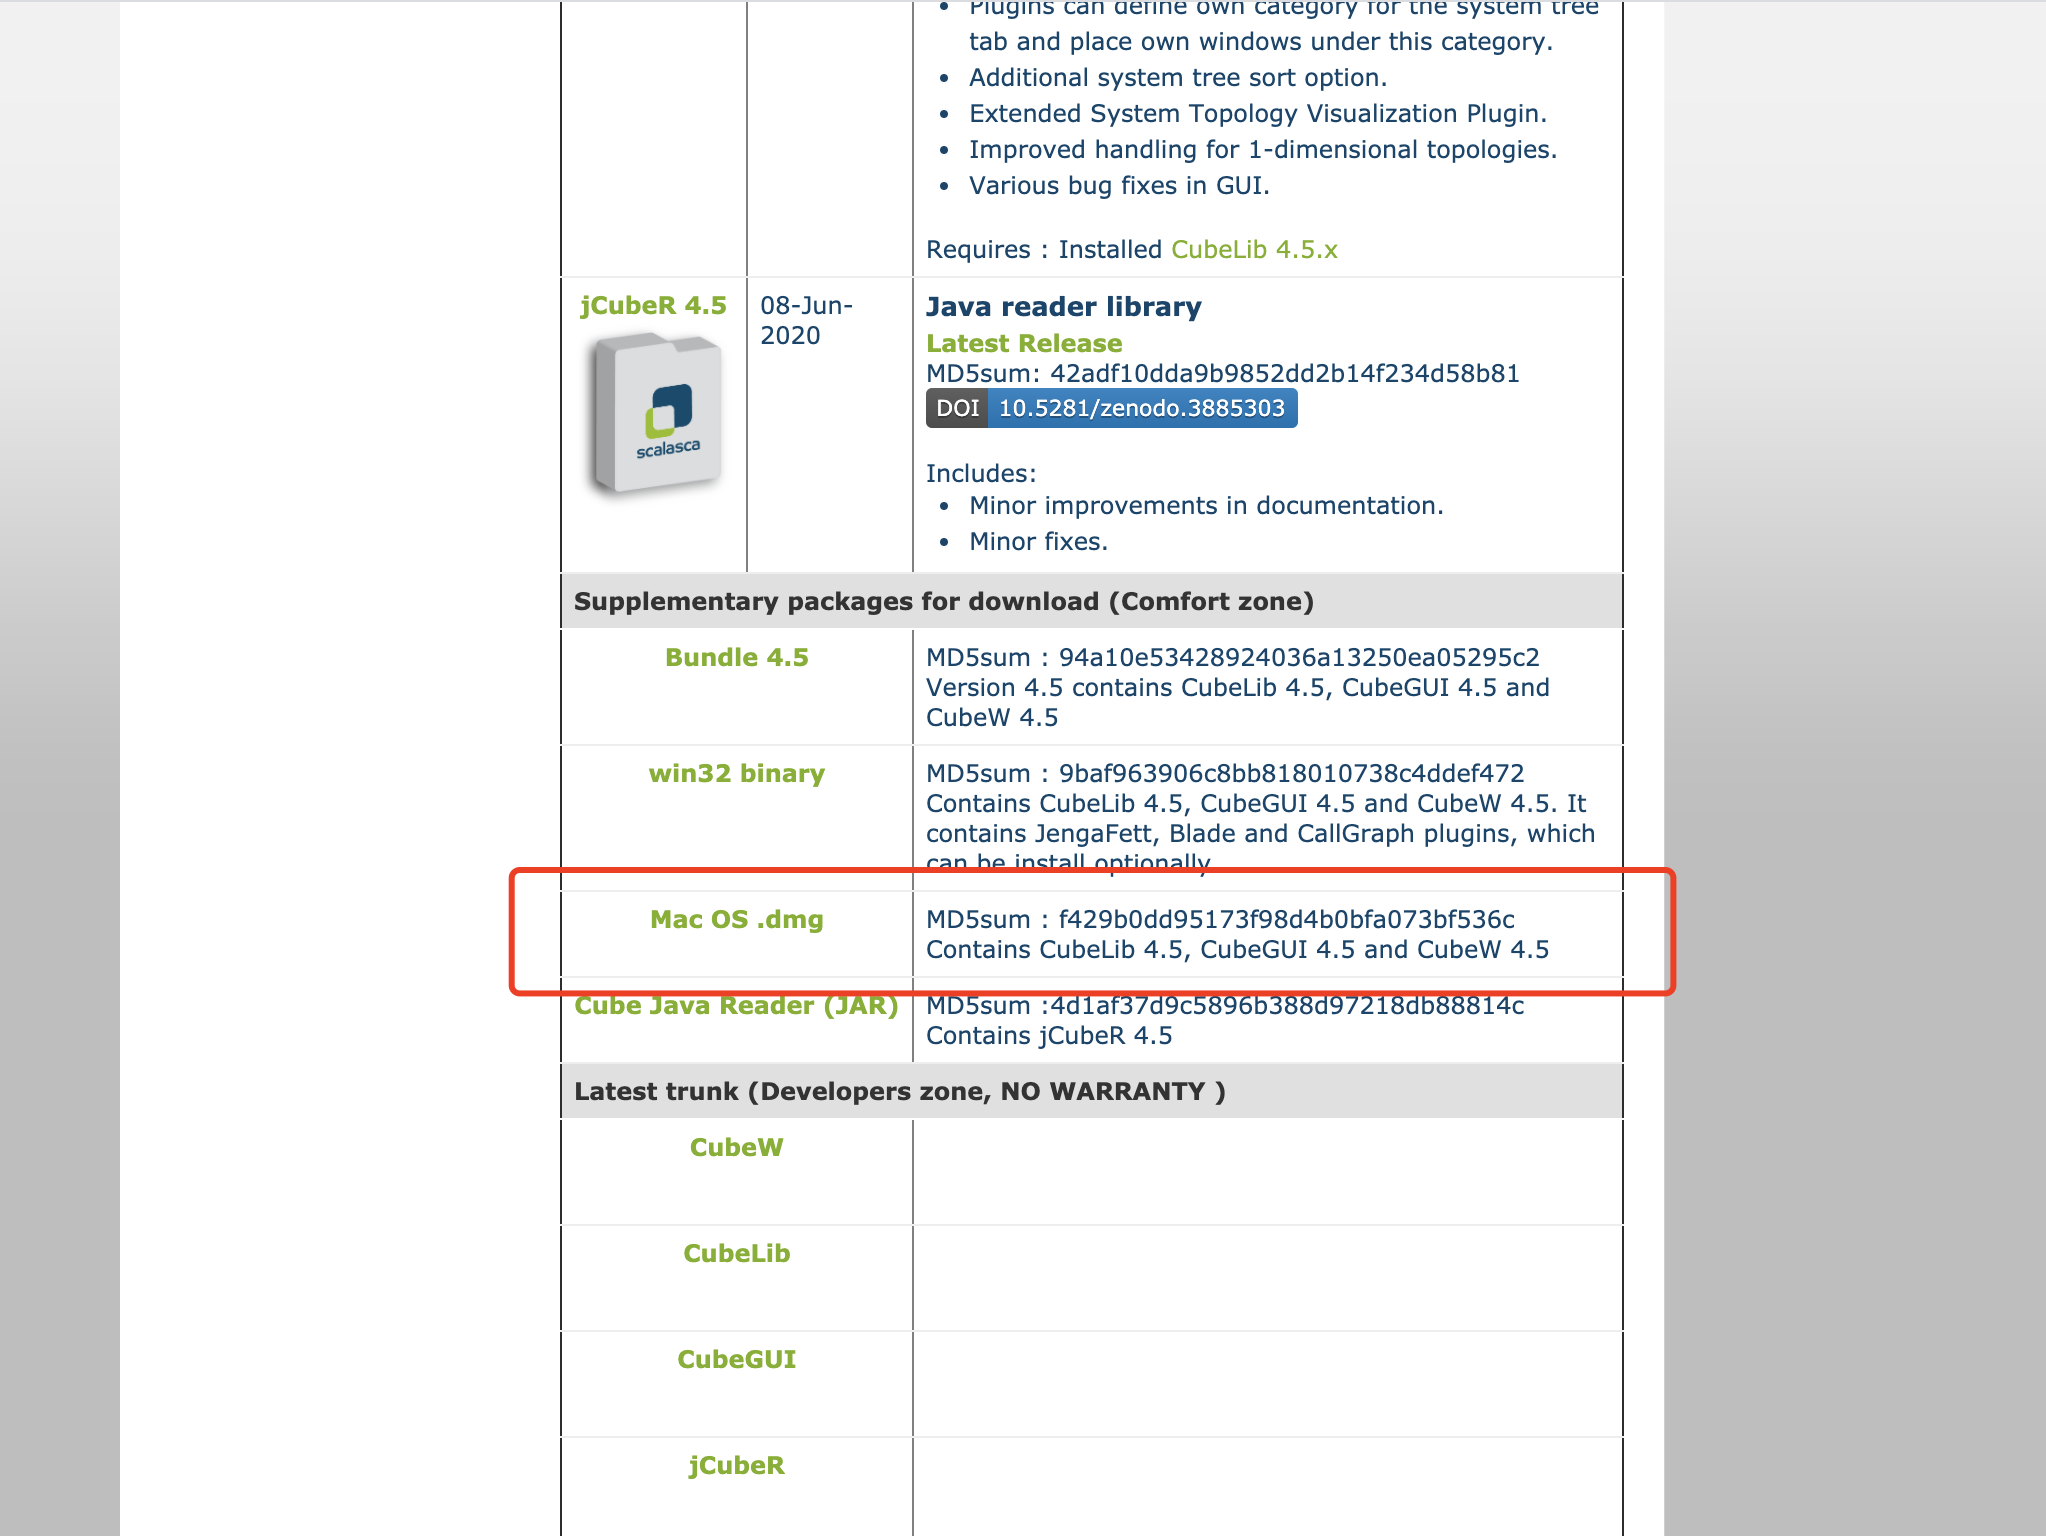 Plugins can define own category for the system tree
tab and place own windows under this category.
Additional system tree sort option.
Extended System Topology Visualization Plugin.
Improved handling for 1-dimensional topologies.
Various bug fixes in GUI.
Requires : Installed CubeLib 4.5.x
jCubeR 4.5
scalasca
08-Jun-
2020
Java reader library
Latest Release
MD5sum: 42adf10dda9b9852dd2b14f234d58b81
DOI 10.5281/zenodo.3885303
Includes:
Minor improvements in documentation.
Minor fixes.
Supplementary packages for download (Comfort zone)
Bundle 4.5
MD5sum : 94a10e53428924036a13250ea05295c2
Version 4.5 contains CubeLib 4.5, CubeGUI 4.5 and
CubeW 4.5
win32 binary
MD5sum : 9baf963906c8bb818010738c4ddef472
Contains CubeLib 4.5, CubeGUI 4.5 and CubeW 4.5. It
contains JengaFett, Blade and CallGraph plugins, which
can be install optionally
Mac OS .dmg
MD5sum : f429b0dd95173f98d4b0bfa073bf536c
Contains CubeLib 4.5, CubeGUI 4.5 and CubeW 4.5
Cube Java Reader (JAR)
MD5sum :4d1af37d9c5896b388d97218db88814c
Contains jCubeR 4.5
Latest trunk (Developers zone, NO WARRANTY )
CubeW
CubeLib
CubeGUI
jCubeR